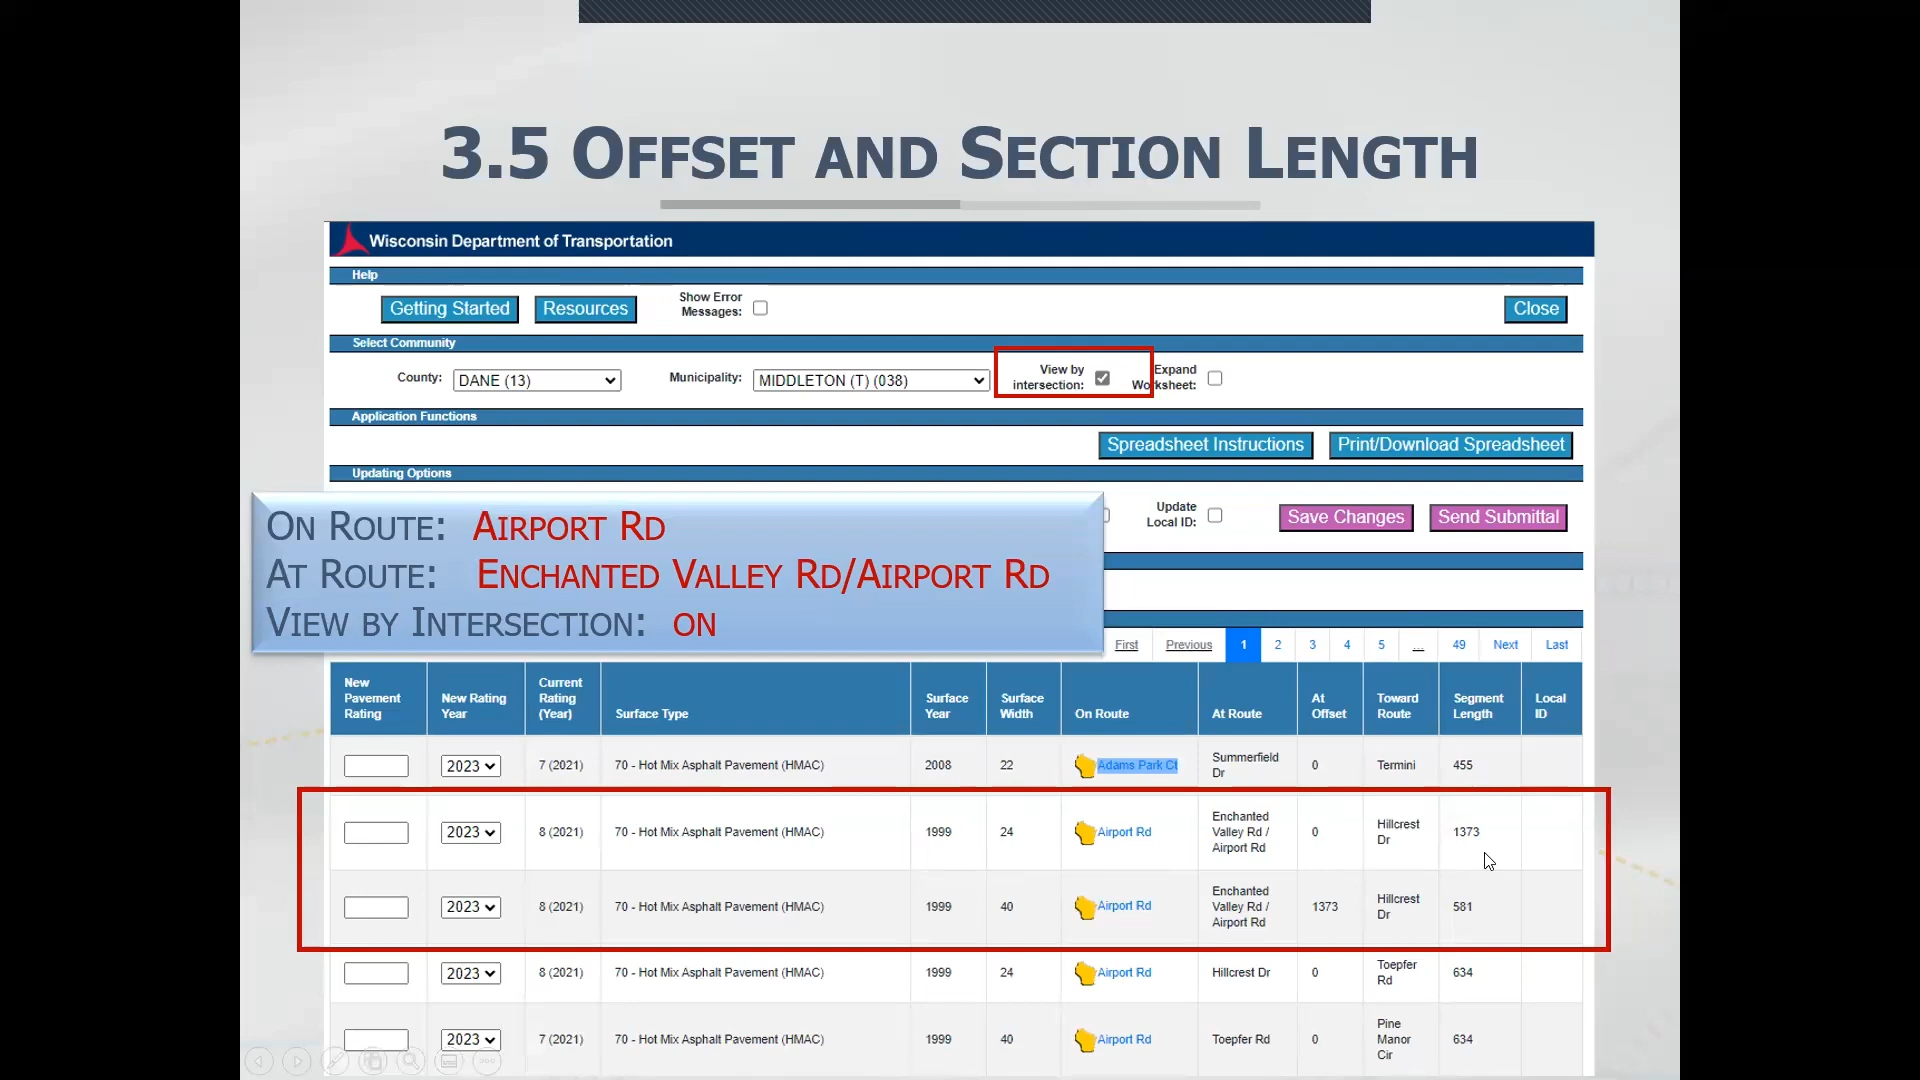 3.5 OFFSET AND SECTION LENGTH
Wisconsin Department of Transportation
Help
Getting Started Resources Show Error Messages: Close
Select Community
County: DANE (13) Municipality: MIDDLETON (T) (038) View by intersection: Expand Worksheet:
Application Functions
Spreadsheet Instructions Print/Download Spreadsheet
Updating Options
Update Local ID: Save Changes Send Submittal
ON ROUTE: AIRPORT RD
AT ROUTE: ENCHANTED VALLEY RD/AIRPORT RD
VIEW BY INTERSECTION: ON
First Previous 1 2 3 4 5 ... 49 Next Last
New Pavement Rating New Rating Year Current Rating (Year) Surface Type Surface Year Surface Width On Route At Route At Offset Toward Route Segment Length Local ID
2023 7 (2021) 70 - Hot Mix Asphalt Pavement (HMAC) 2008 22 Adams Park Ct Summerfield Dr 0 Termini 455
2023 8 (2021) 70 - Hot Mix Asphalt Pavement (HMAC) 1999 24 Airport Rd Enchanted Valley Rd / Airport Rd 0 Hillcrest Dr 1373
2023 8 (2021) 70 - Hot Mix Asphalt Pavement (HMAC) 1999 40 Airport Rd Enchanted Valley Rd / Airport Rd 1373 Hillcrest Dr 581
2023 8 (2021) 70 - Hot Mix Asphalt Pavement (HMAC) 1999 24 Airport Rd Hillcrest Dr 0 Toepfer Rd 634
2023 7 (2021) 70 - Hot Mix Asphalt Pavement (HMAC) 1999 40 Airport Rd Toepfer Rd 0 Pine Manor Cir 634